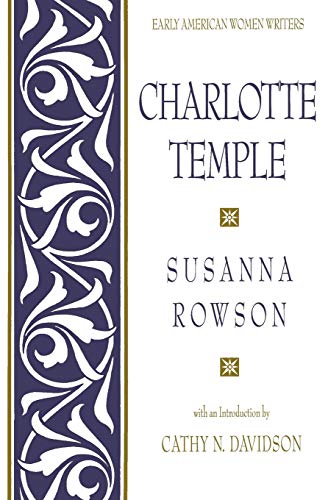 EARLY AMERICAN WOMEN WRITERS
CHARLOTTE
TEMPLE
SUSANNA
ROWSON
with an Introduction by
CATHY N. DAVIDSON